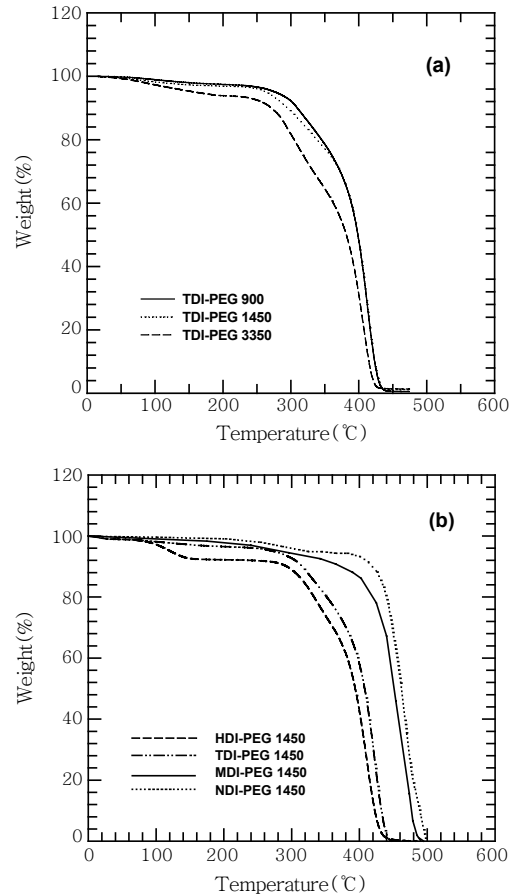 120
100
80
60
40
20
0
Weight(%)
(a)
TDI-PEG 900
TDI-PEG 1450
TDI-PEG 3350
0 100 200 300 400 500 600
Temperature(℃)
120
100
80
60
40
20
0
Weight(%)
(b)
HDI-PEG 1450
TDI-PEG 1450
MDI-PEG 1450
NDI-PEG 1450
0 100 200 300 400 500 600
Temperature(℃)